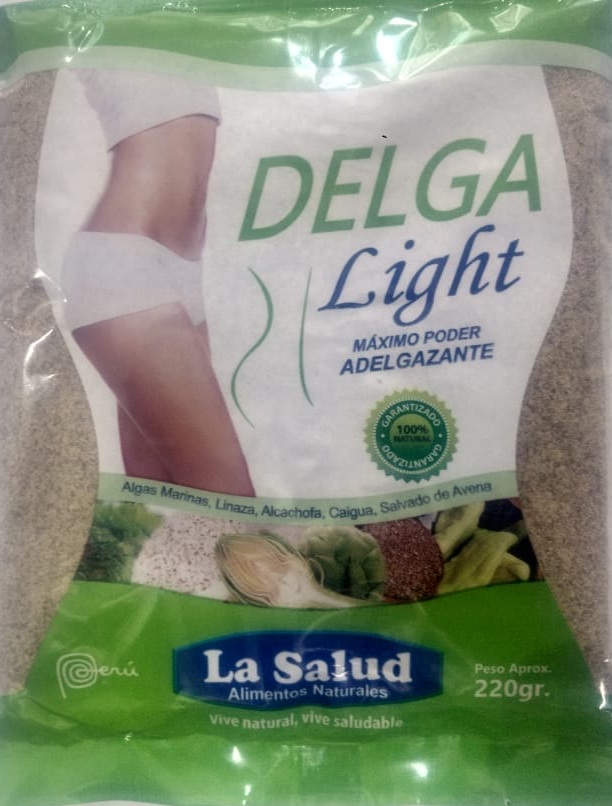 DELGA
Light
MÁXIMO PODER
ADELGAZANTE
GARANTIZADO
100%
NATURAL
GARANTIZADO
Algas Marinas, Linaza, Alcachofa, Caigua, Salvado de Avena
Perú
La Salud
Alimentos Naturales
Vive natural, vive saludable
Peso Aprox.
220gr.